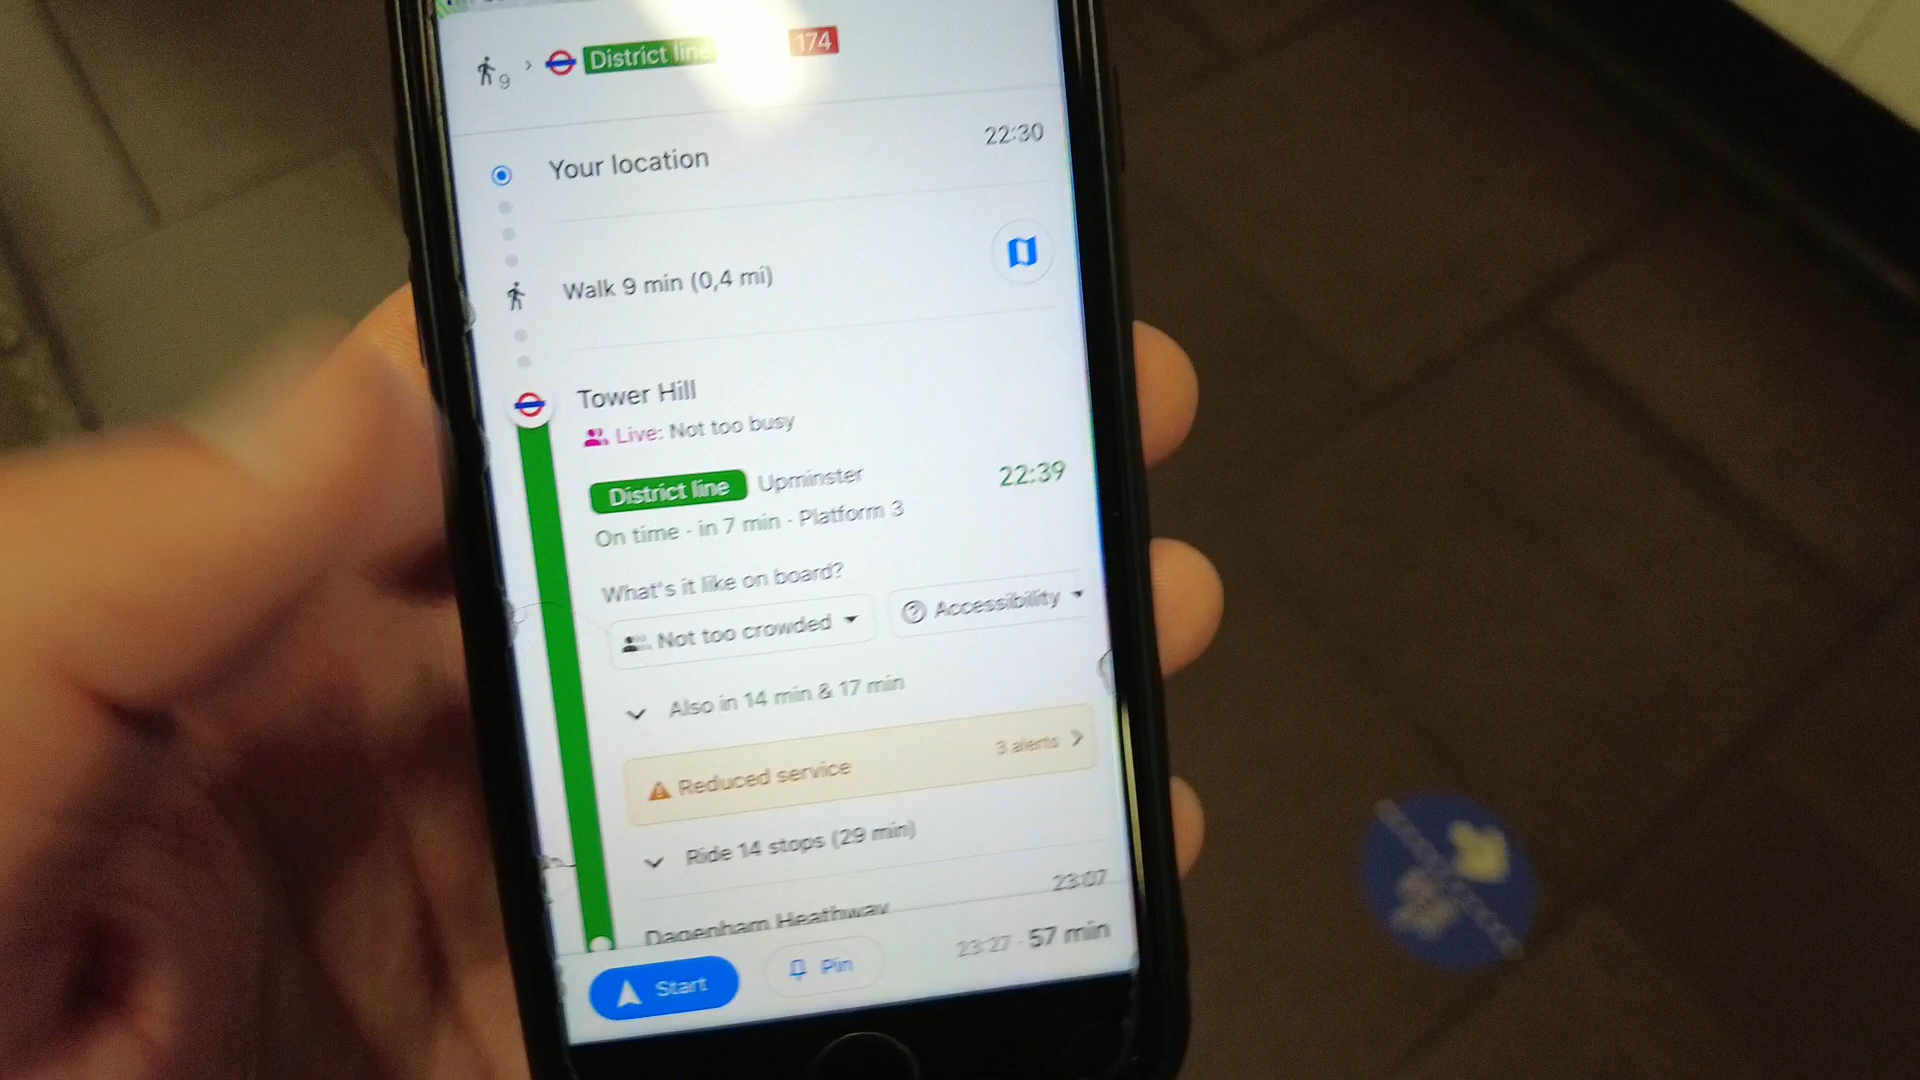 9 > District line 174
Your location 22:30
Walk 9 min (0,4 mi)
Tower Hill
Live: Not too busy
District line Upminster 22:39
On time - in 7 min - Platform 3
What's it like on board?
Not too crowded Accessibility
Also in 14 min & 17 min
Reduced service 3 alerts >
Ride 14 stops (29 min)
Dagenham Heathway 23:07
Start Pin 23:27 · 57 min